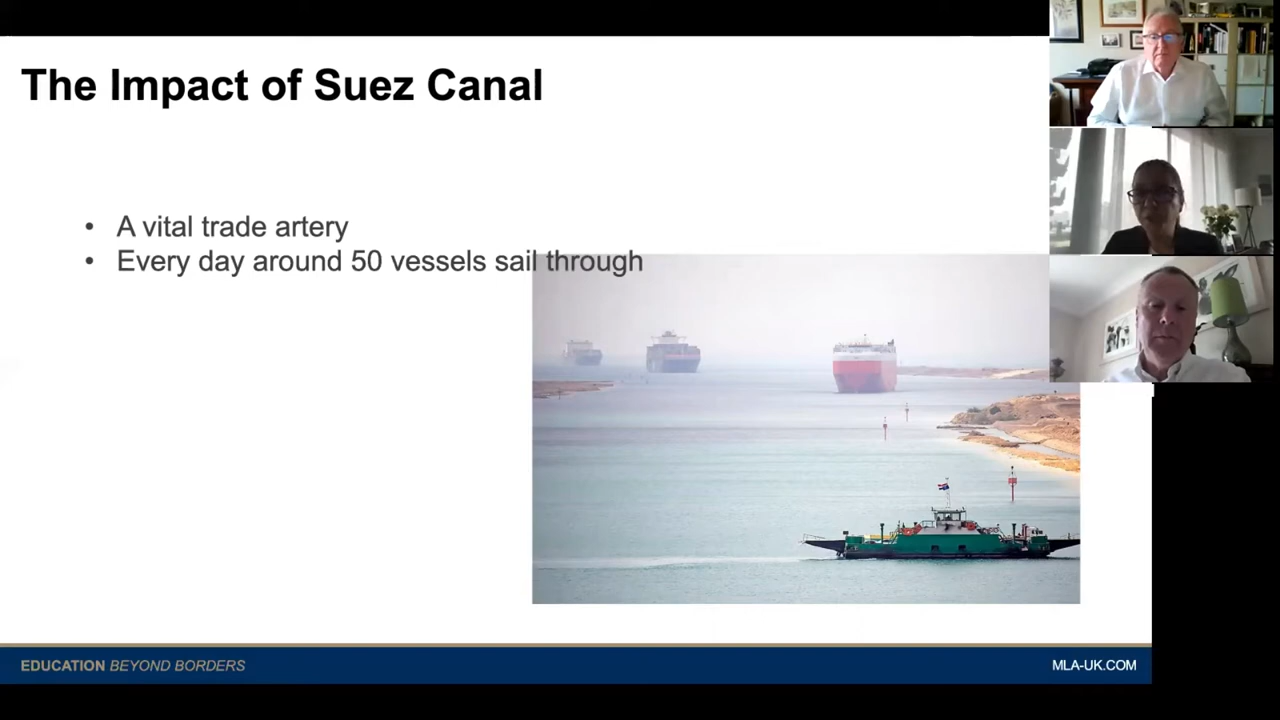 The Impact of Suez Canal
• A vital trade artery
• Every day around 50 vessels sail through
EDUCATION BEYOND BORDERS
MLA-UK.COM